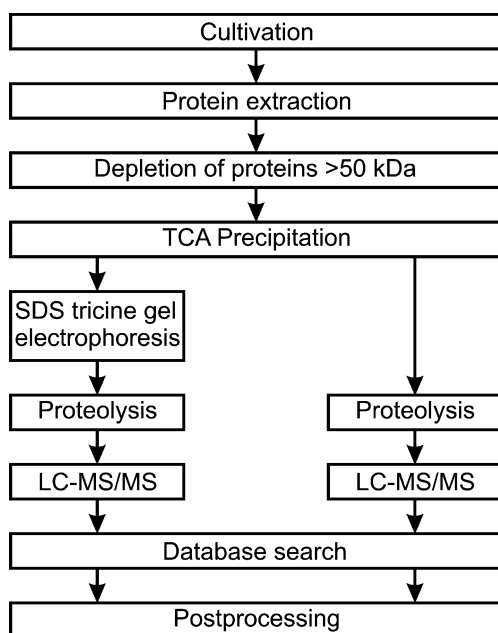 Cultivation
Protein extraction
Depletion of proteins >50 kDa
TCA Precipitation
SDS tricine gel
electrophoresis
Proteolysis
Proteolysis
LC-MS/MS
LC-MS/MS
Database search
Postprocessing